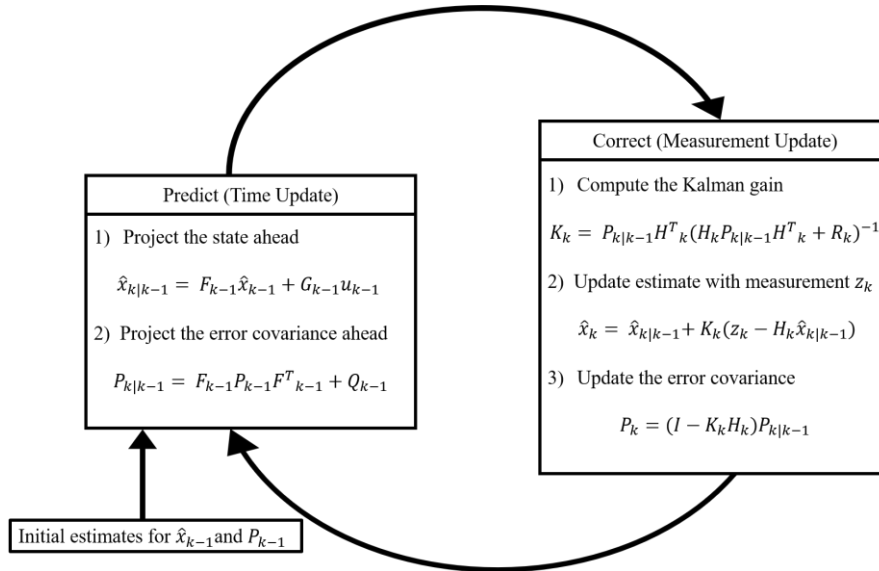 Predict (Time Update)
1) Project the state ahead
x̂ₖ|ₖ₋₁ = Fₖ₋₁x̂ₖ₋₁ + Gₖ₋₁uₖ₋₁
2) Project the error covariance ahead
Pₖ|ₖ₋₁ = Fₖ₋₁Pₖ₋₁Fᵀₖ₋₁ + Qₖ₋₁
Initial estimates for x̂ₖ₋₁and Pₖ₋₁
Correct (Measurement Update)
1) Compute the Kalman gain
Kₖ = Pₖ|ₖ₋₁Hᵀₖ(HₖPₖ|ₖ₋₁Hᵀₖ + Rₖ)⁻¹
2) Update estimate with measurement zₖ
x̂ₖ = x̂ₖ|ₖ₋₁+ Kₖ(zₖ − Hₖx̂ₖ|ₖ₋₁)
3) Update the error covariance
Pₖ = (I − KₖHₖ)Pₖ|ₖ₋₁